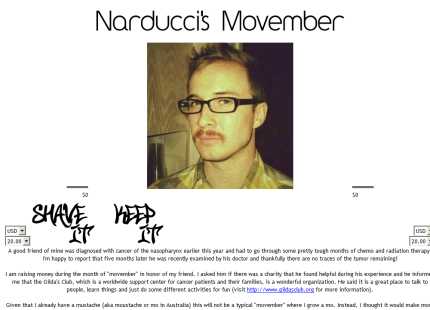 Narducci's Movember
$0 $0
SHAVE IT KEEP IT
USD USD
20.00 20.00
A good friend of mine was diagnosed with cancer of the nasopharynx earlier this year and had to go through some pretty tough months of chemo and radiation therapy
I'm happy to report that five months later he was recently examined by his doctor and thankfully there are no traces of the tumor remaining!
I am raising money during the month of "movember" in honor of my friend. I asked him if there was a charity that he found helpful during his experience and he informe
me that the Gilda's Club, which is a worldwide support center for cancer patients and their families, is a wonderful organization. He said it is a great place to talk to
people, learn things and just do some different activities for fun (visit http://www.gildasclub.org for more information).
Given that I already have a mustache (aka moustache or mo in Australia) this will not be a typical "movember" where I grow a mo. Instead, I thought it would make mo